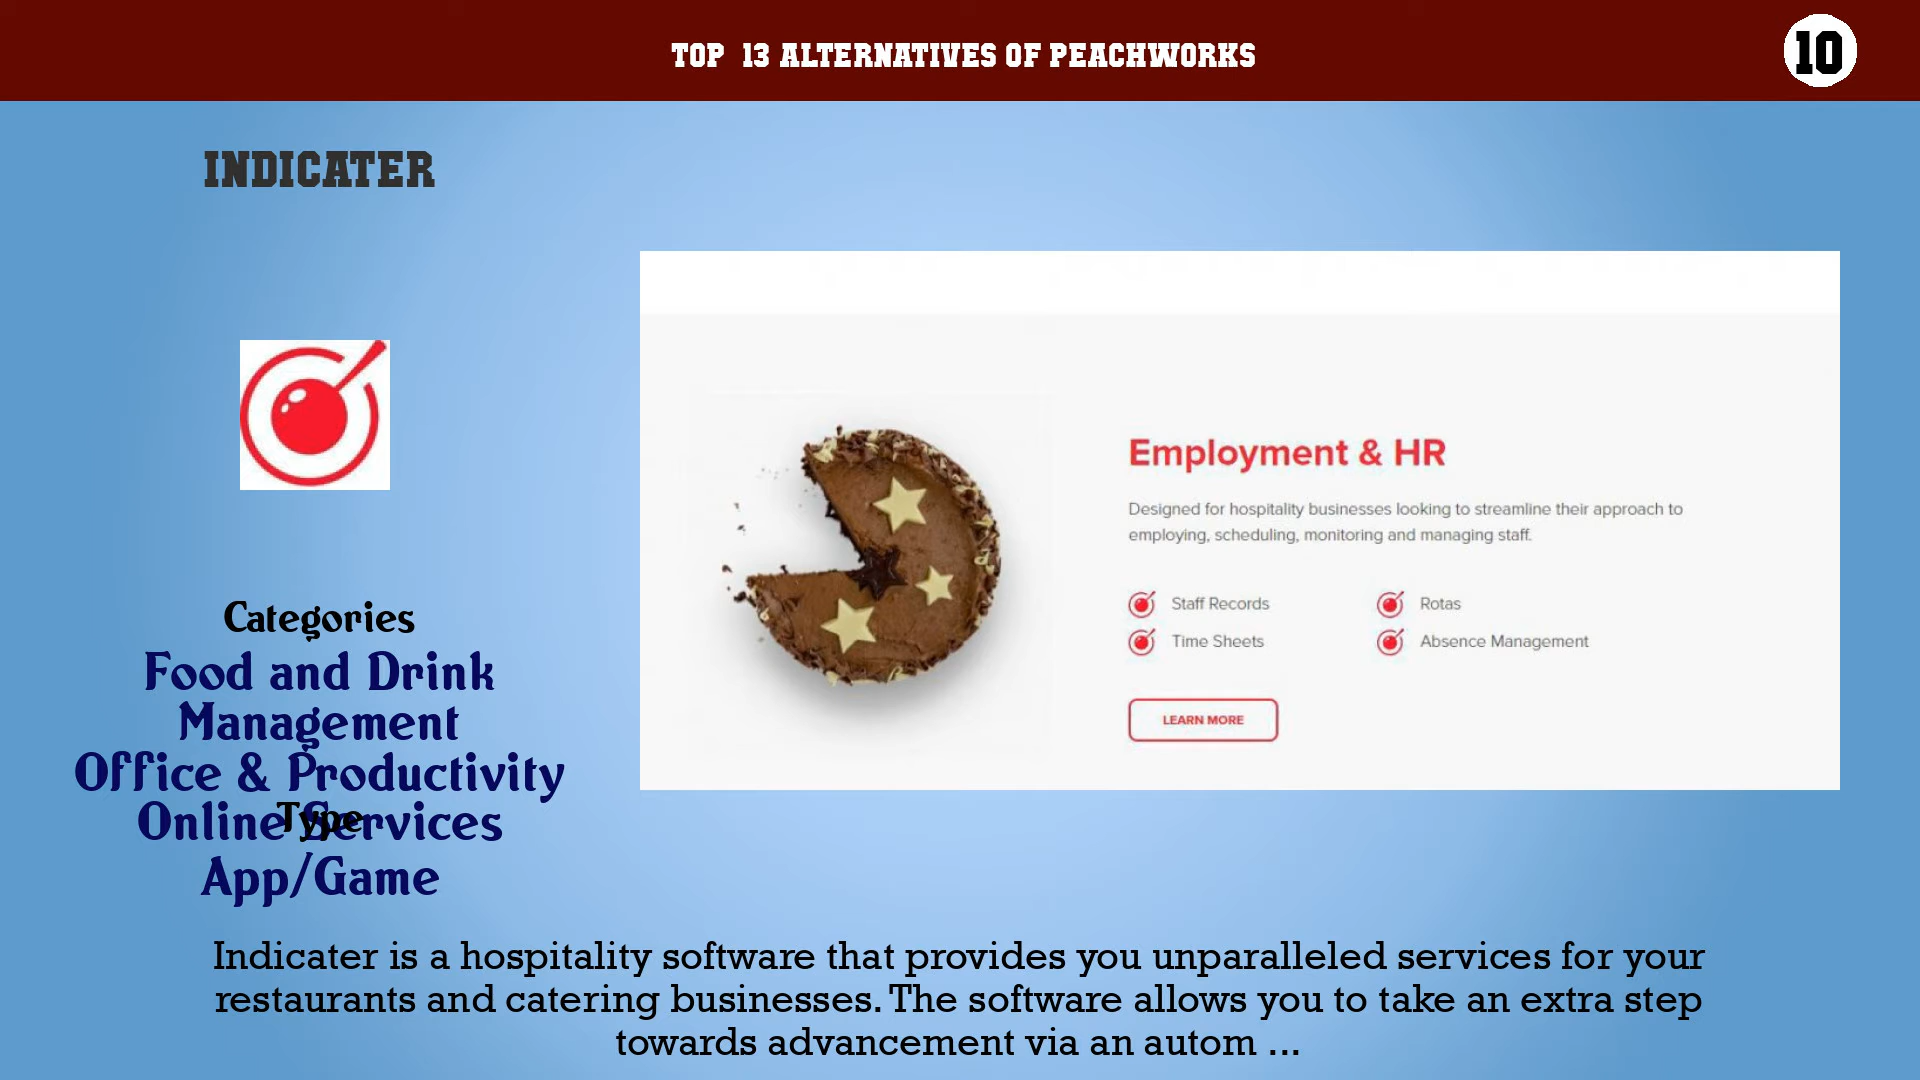 TOP 13 ALTERNATIVES OF PEACHWORKS
10
INDICATER
Employment & HR
Designed for hospitality businesses looking to streamline their approach to
employing, scheduling, monitoring and managing staff.
Staff Records
Rotas
Time Sheets
Absence Management
LEARN MORE
Categories
Food and Drink
Management
Office & Productivity
Online Services
Type
App/Game
Indicater is a hospitality software that provides you unparalleled services for your
restaurants and catering businesses. The software allows you to take an extra step
towards advancement via an autom ...